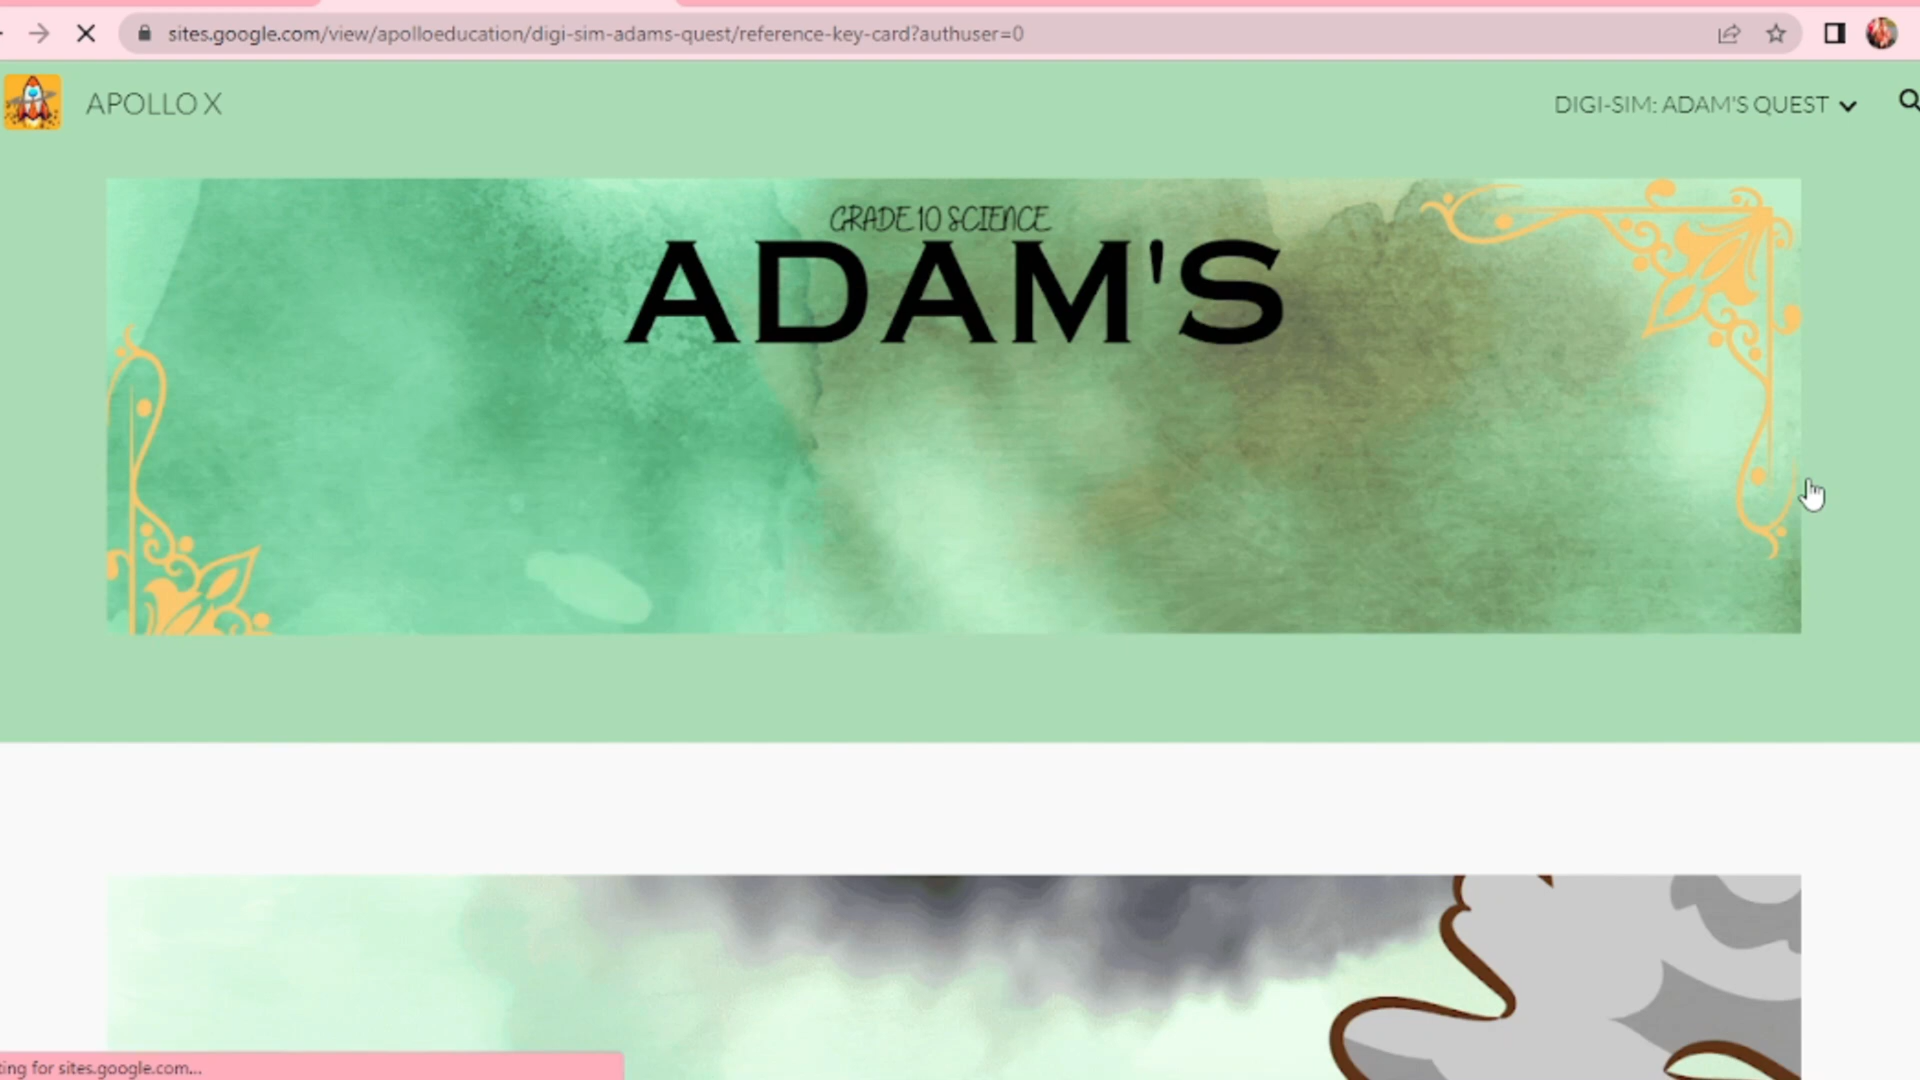 sites.google.com/view/apolloeducation/digi-sim-adams-quest/reference-key-card?authuser=0
APOLLO X
DIGI-SIM: ADAM'S QUEST
GRADE 10 SCIENCE
ADAM'S
ting for sites.google.com...